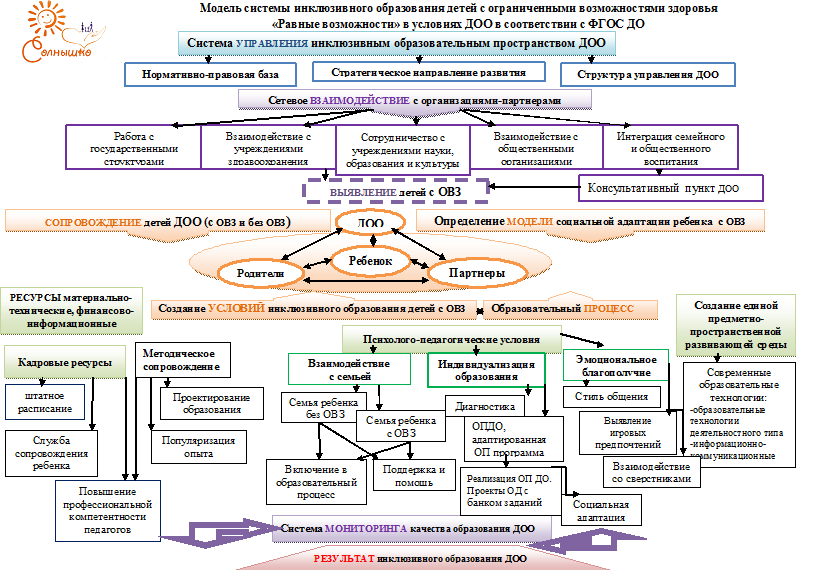 Модель системы инклюзивного образования детей с ограниченными возможностями здоровья
«Равные возможности» в условиях ДОО в соответствии с ФГОС ДО
Солнышко
Система УПРАВЛЕНИЯ инклюзивным образовательным пространством ДОО
Нормативно-правовая база
Стратегическое направление развития
Структура управления ДОО
Сетевое ВЗАИМОДЕЙСТВИЕ с организациями-партнерами
Работа с
государственными
структурами
Взаимодействие с
учреждениями
здравоохранения
Сотрудничество с
учреждениями науки,
образования и культуры
Взаимодействие с
общественными
организациями
Интеграция семейного
и общественного
воспитания
ВЫЯВЛЕНИЕ детей с ОВЗ
Консультативный пункт ДОО
СОПРОВОЖДЕНИЕ детей ДОО (с ОВЗ и без ОВЗ)
ДОО
Определение МОДЕЛИ социальной адаптации ребенка с ОВЗ
Ребенок
Родители
Партнеры
РЕСУРСЫ материально-
технические, финансово-
информационные
Создание УСЛОВИЙ инклюзивного образования детей с ОВЗ
Образовательный ПРОЦЕСС
Создание единой
предметно-
пространственной
развивающей среды
Психолого-педагогические условия
Кадровые ресурсы
Методическое
сопровождение
Взаимодействие
с семьей
Индивидуализация
образования
Эмоциональное
благополучие
Современные
образовательные
технологии:
-образовательные
технологии
деятельностного типа
-информационно-
коммуникационные
штатное
расписание
Проектирование
образования
Семья ребенка
без ОВЗ
Семья ребенка
с ОВЗ
Диагностика
Стиль общения
ОПДО,
адаптированная
ОП программа
Выявление
игровых
предпочтений
Служба
сопровождения
ребенка
Популяризация
опыта
Включение в
образовательный
процесс
Поддержка и
помощь
Реализация ОП ДО.
Проекты ОД с
банком заданий
Взаимодействие
со сверстниками
Повышение
профессиональной
компетентности
педагогов
Социальная
адаптация
Система МОНИТОРИНГА качества образования ДОО
РЕЗУЛЬТАТ инклюзивного образования ДОО